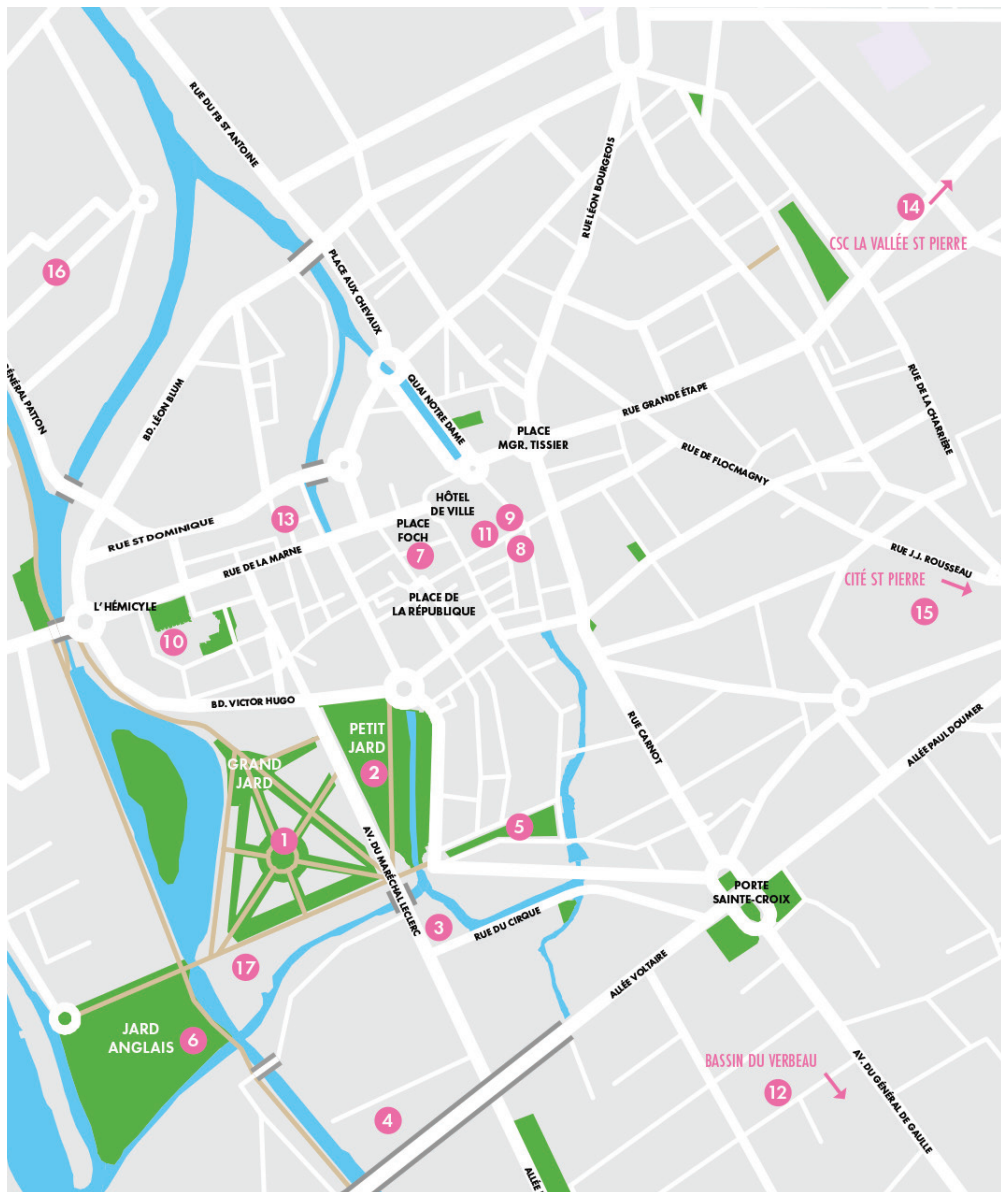 RUE DU FB ST ANTOINE
RUE LÉON BOURGEOIS
14
CSC LA VALLÉE ST PIERRE
16
PLACE AUX CHEVAUX
GÉNÉRAL PATTON
BD. LÉON BLUM
QUAI NOTRE DAME
RUE GRANDE ÉTAPE
RUE DE LA CHARRIÈRE
PLACE
MGR. TISSIER
RUE DE FLOCMAGNY
HÔTEL
DE VILLE
13
RUE ST DOMINIQUE
PLACE
FOCH
9
11
8
7
RUE DE LA MARNE
RUE J.J. ROUSSEAU
CITÉ ST PIERRE
15
L'HÉMICYLE
PLACE DE
LA RÉPUBLIQUE
10
BD. VICTOR HUGO
PETIT
JARD
2
RUE CARNOT
ALLÉE PAUL DOUMER
GRAND
JARD
1
5
AV. DU MARÉCHAL LECLERC
PORTE
SAINTE-CROIX
3
RUE DU CIRQUE
17
ALLÉE VOLTAIRE
JARD
ANGLAIS
6
BASSIN DU VERBEAU
12
AV. DU GÉNÉRAL DE GAULLE
4
ALLÉE